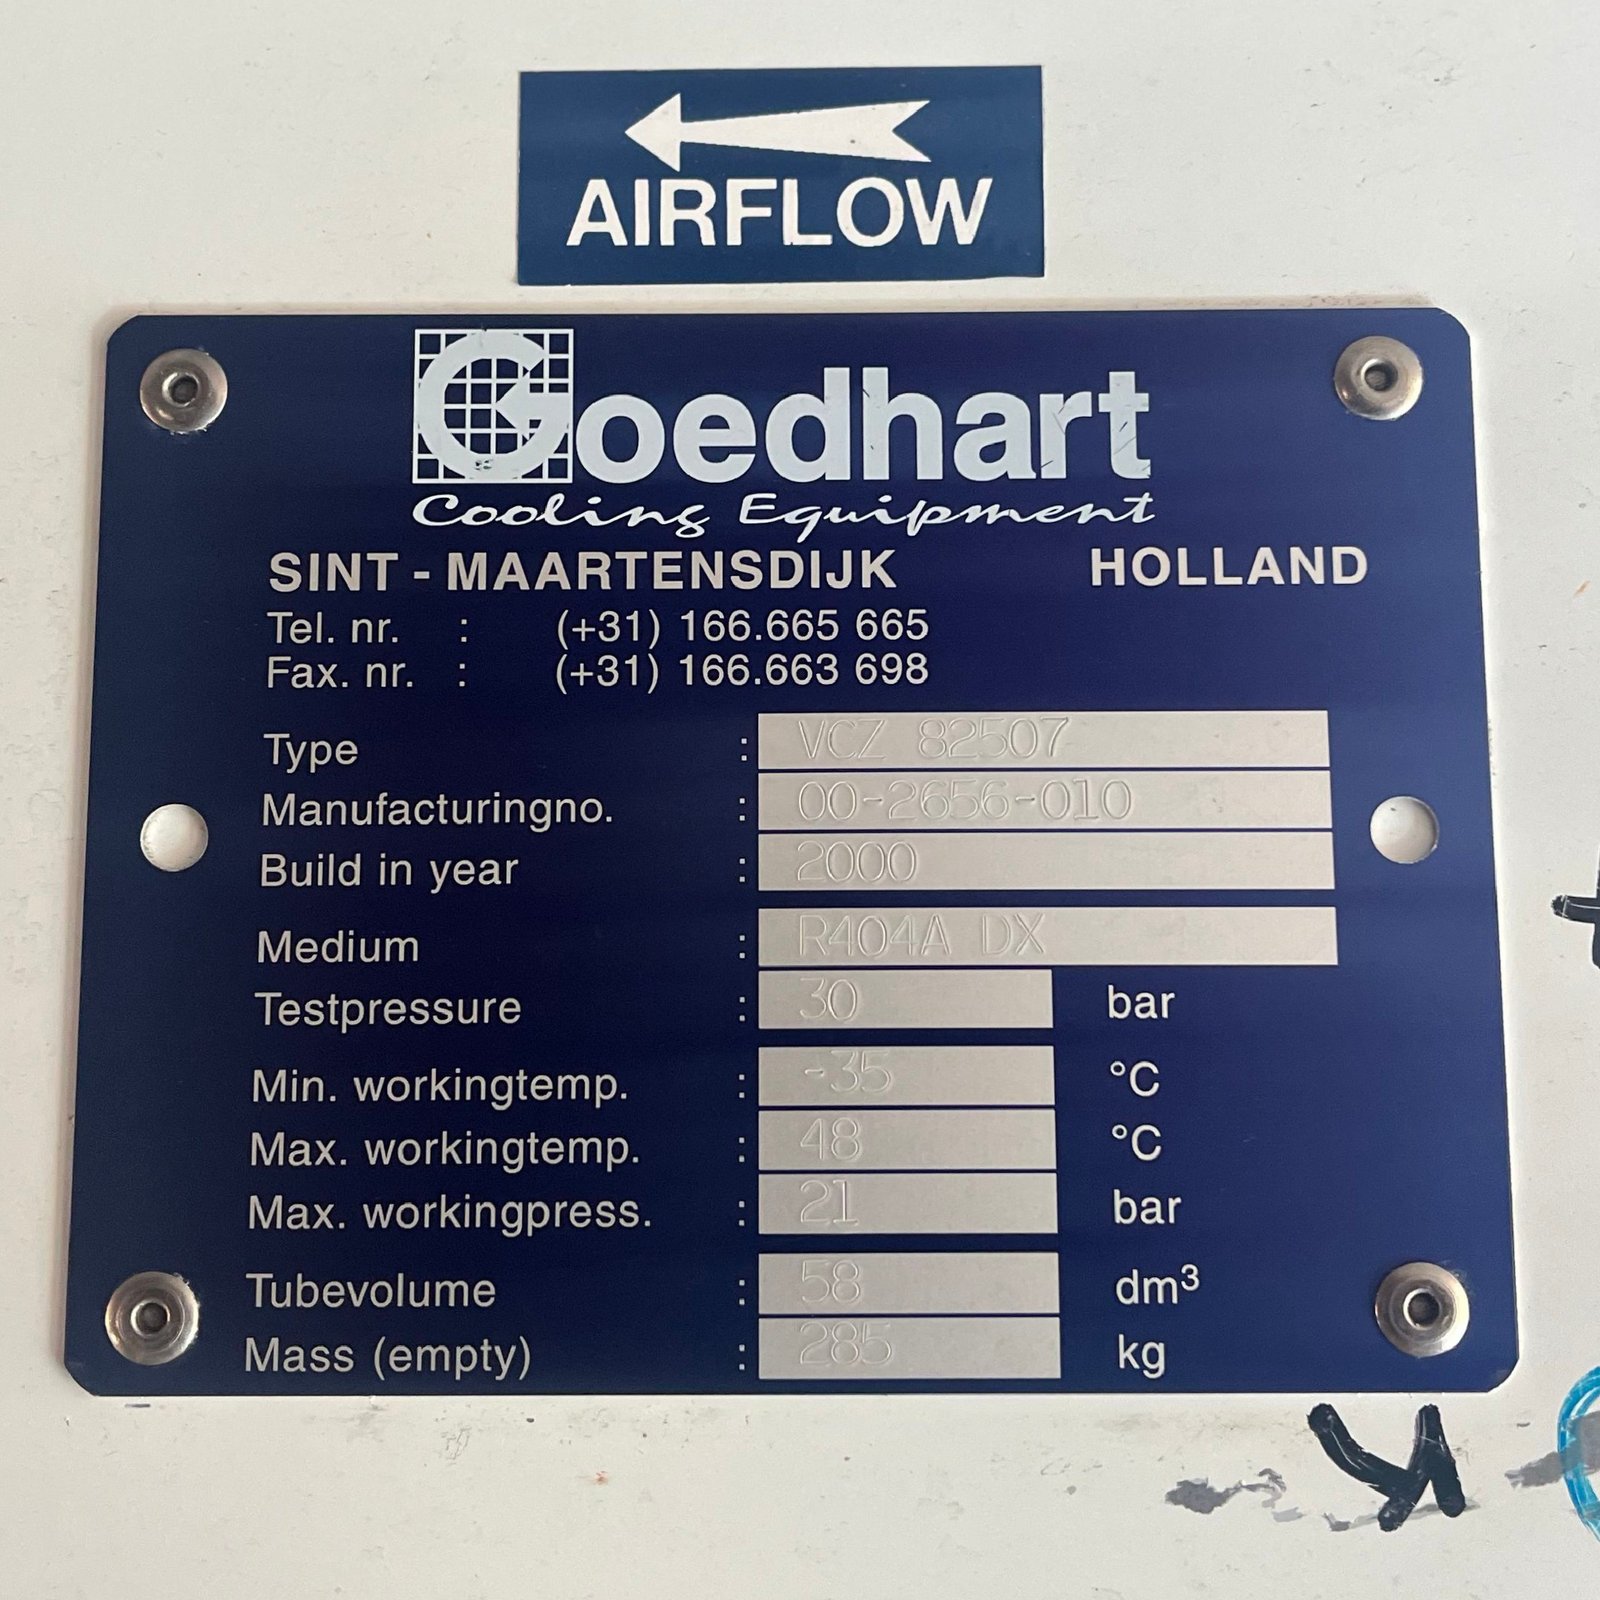 AIRFLOW
Goedhart
Cooling Equipment
SINT - MAARTENSDIJK HOLLAND
Tel. nr. : (+31) 166.665 665
Fax. nr. : (+31) 166.663 698
Type : VCZ 82507
Manufacturingno. : 00-2656-010
Build in year : 2000
Medium : R404A DX
Testpressure : 30 bar
Min. workingtemp. : -35 °C
Max. workingtemp. : 48 °C
Max. workingpress. : 21 bar
Tubevolume : 58 dm³
Mass (empty) : 285 kg